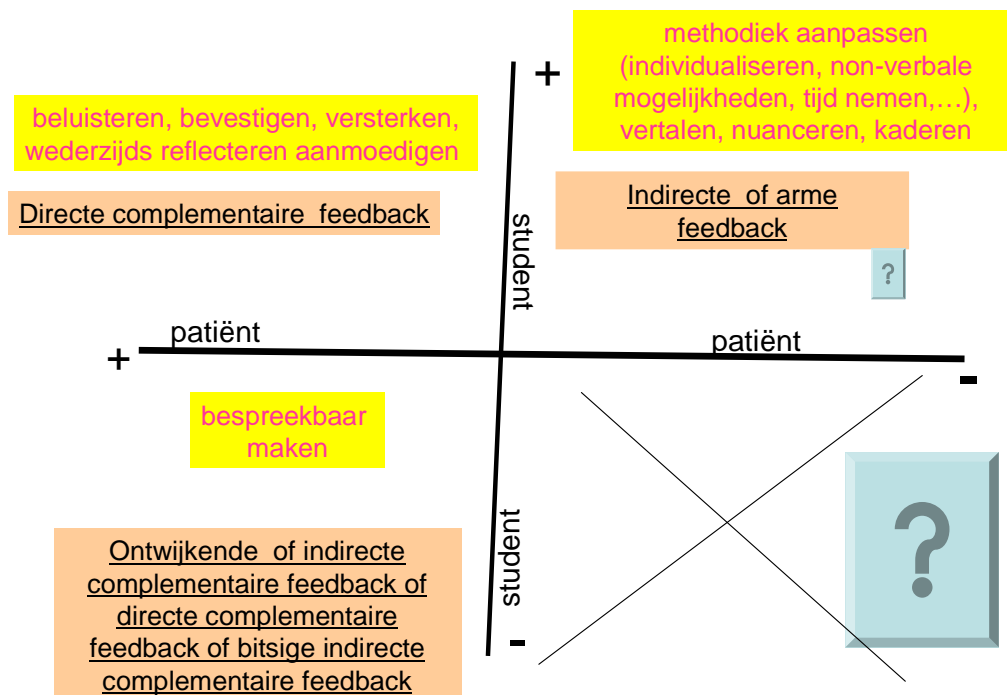 methodiek aanpassen
(individualiseren, non-verbale
mogelijkheden, tijd nemen,…),
vertalen, nuanceren, kaderen
+
beluisteren, bevestigen, versterken,
wederzijds reflecteren aanmoedigen
Directe complementaire feedback
Indirecte of arme
feedback
student
?
patiënt
patiënt
+
-
bespreekbaar
maken
?
student
Ontwijkende of indirecte
complementaire feedback of
directe complementaire
feedback of bitsige indirecte
complementaire feedback
-